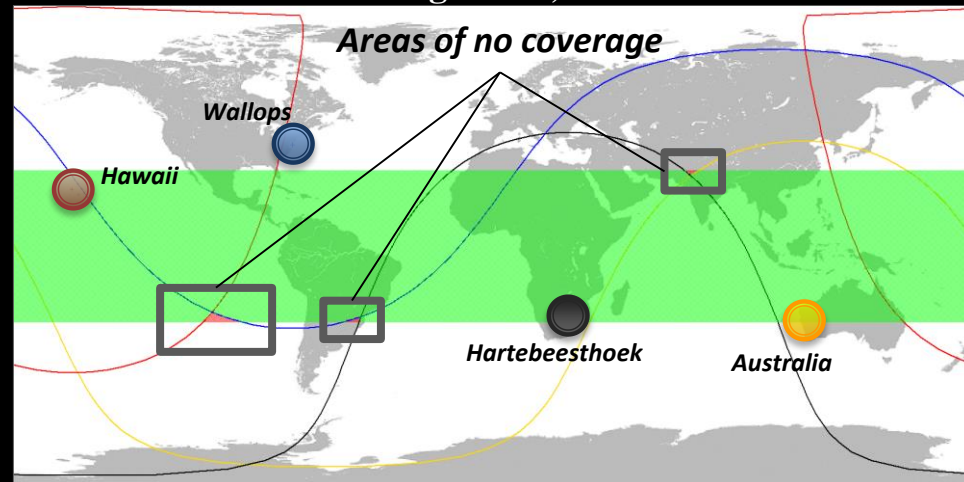 Areas of no coverage
Wallops
Hawaii
Hartebeesthoek
Australia